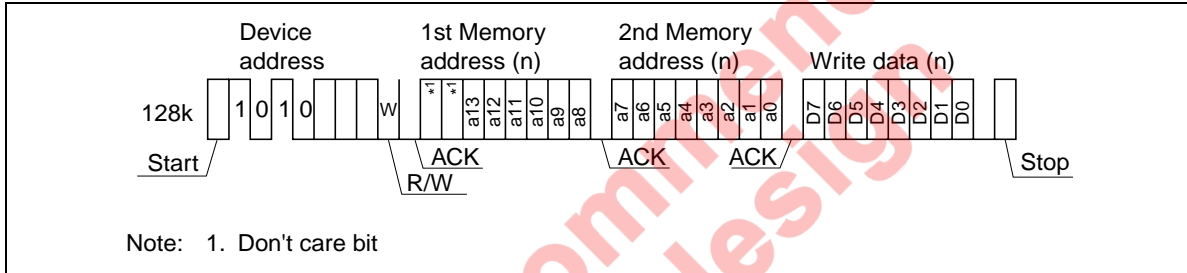 Device address
1st Memory address (n)
2nd Memory address (n)
Write data (n)
128k 1 0 1 0 W *1 *1 a13 a12 a11 a10 a9 a8 a7 a6 a5 a4 a3 a2 a1 a0 D7 D6 D5 D4 D3 D2 D1 D0
Start ACK ACK ACK Stop
R/W
Note: 1. Don't care bit
ommen
design